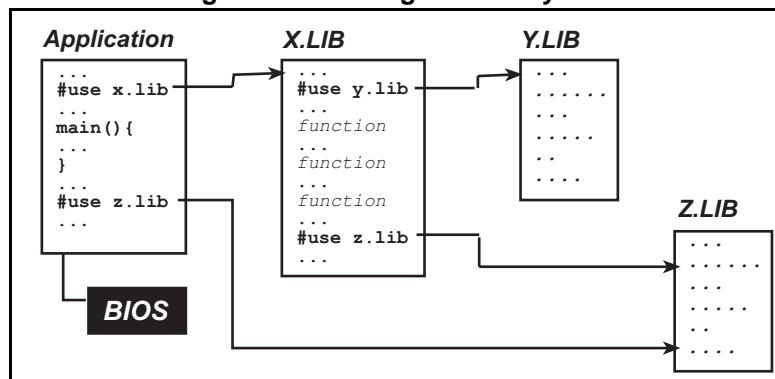 Application
...
#use x.lib
...
main(){
...
}
...
#use z.lib
...
BIOS
X.LIB
...
#use y.lib
...
function
...
function
...
function
...
#use z.lib
...
Y.LIB
...
......
...
.....
..
....
Z.LIB
...
......
...
.....
..
....